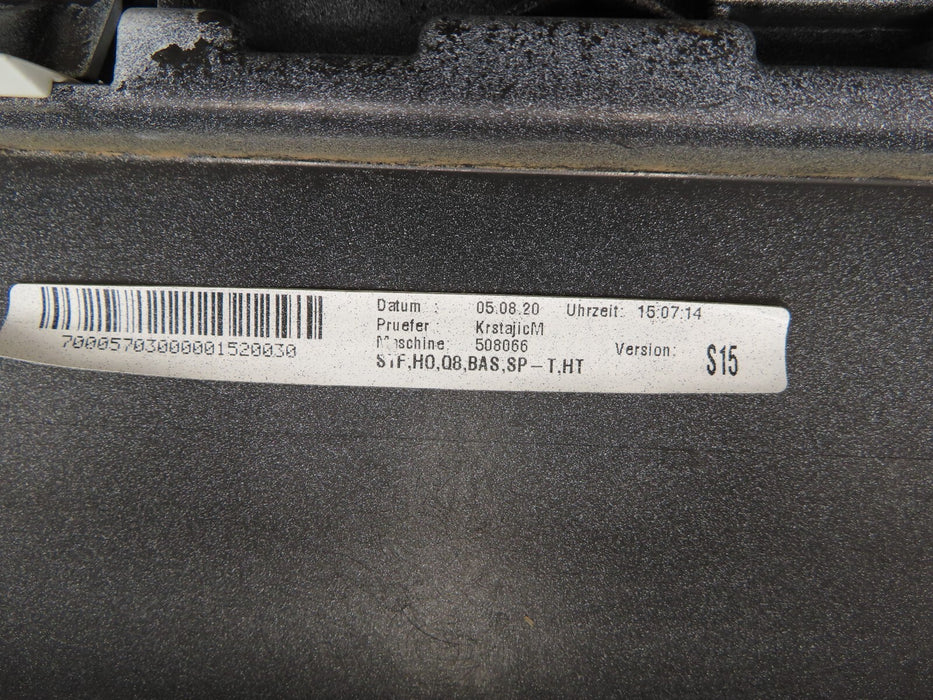 Datum : 05.08.20 Uhrzeit: 15:07:14
Pruefer : KrstajicM
Maschine: 508066
Version: S15
STF,HO,Q8,BAS,SP-T,HT
70005703000001520030